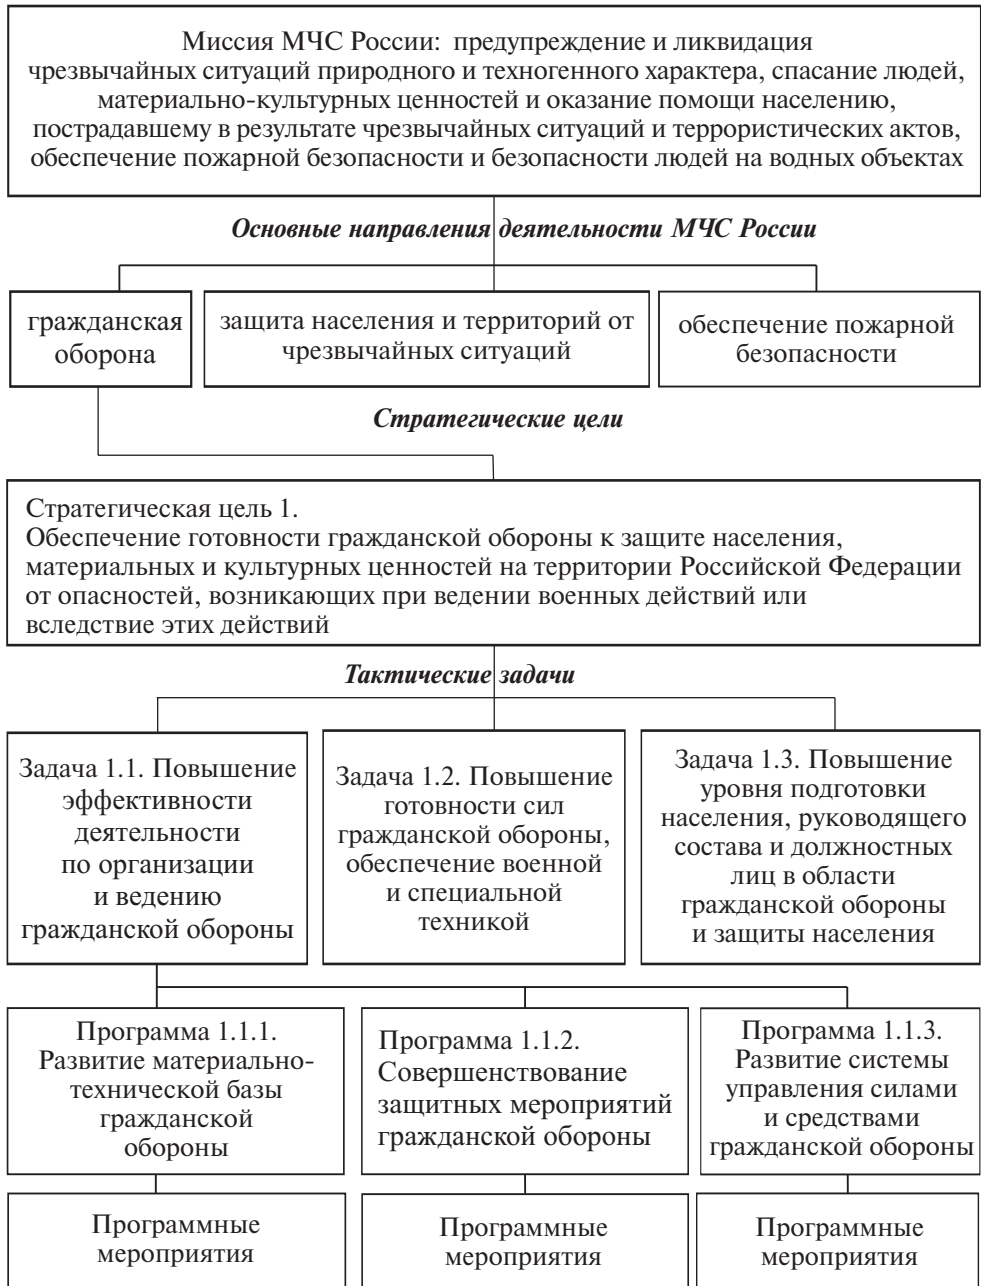 Миссия МЧС России: предупреждение и ликвидация
чрезвычайных ситуаций природного и техногенного характера, спасание людей,
материально-культурных ценностей и оказание помощи населению,
пострадавшему в результате чрезвычайных ситуаций и террористических актов,
обеспечение пожарной безопасности и безопасности людей на водных объектах
Основные направления деятельности МЧС России
гражданская
оборона
защита населения и территорий от
чрезвычайных ситуаций
обеспечение пожарной
безопасности
Стратегические цели
Стратегическая цель 1.
Обеспечение готовности гражданской обороны к защите населения,
материальных и культурных ценностей на территории Российской Федерации
от опасностей, возникающих при ведении военных действий или
вследствие этих действий
Тактические задачи
Задача 1.1. Повышение
эффективности
деятельности
по организации
и ведению
гражданской обороны
Задача 1.2. Повышение
готовности сил
гражданской обороны,
обеспечение военной
и специальной
техникой
Задача 1.3. Повышение
уровня подготовки
населения, руководящего
состава и должностных
лиц в области
гражданской обороны
и защиты населения
Программа 1.1.1.
Развитие материально-
технической базы
гражданской
обороны
Программа 1.1.2.
Совершенствование
защитных мероприятий
гражданской обороны
Программа 1.1.3.
Развитие системы
управления силами
и средствами
гражданской обороны
Программные
мероприятия
Программные
мероприятия
Программные
мероприятия